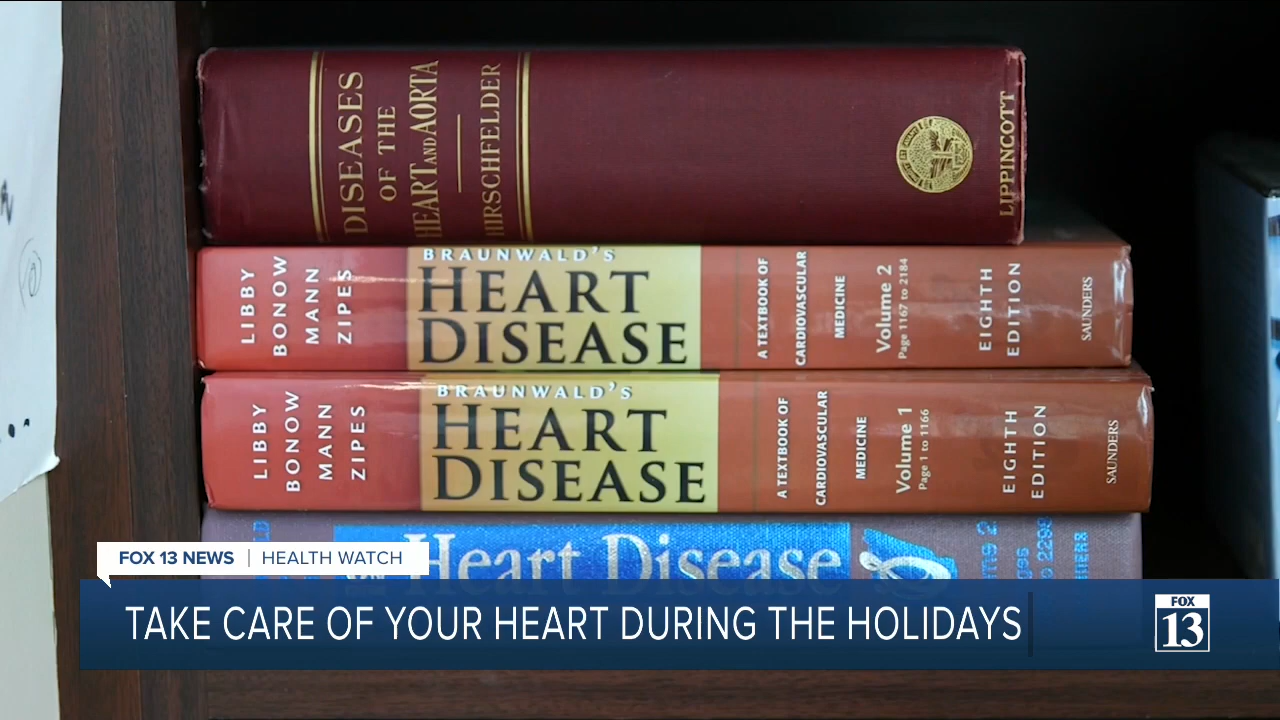 DISEASES
OF THE
HEART AND AORTA
HIRSCHFELDER
LIPPINCOTT
LIBBY
BONOW
MANN
ZIPES
BRAUNWALD'S
HEART
DISEASE
A TEXTBOOK OF
CARDIOVASCULAR
MEDICINE
Volume 2
Page 1167 to 2184
EIGHTH
EDITION
SAUNDERS
LIBBY
BONOW
MANN
ZIPES
BRAUNWALD'S
HEART
DISEASE
A TEXTBOOK OF
CARDIOVASCULAR
MEDICINE
Volume 1
Page 1 to 1166
EIGHTH
EDITION
SAUNDERS
Heart Disease
FOX 13 NEWS | HEALTH WATCH
TAKE CARE OF YOUR HEART DURING THE HOLIDAYS
FOX
13